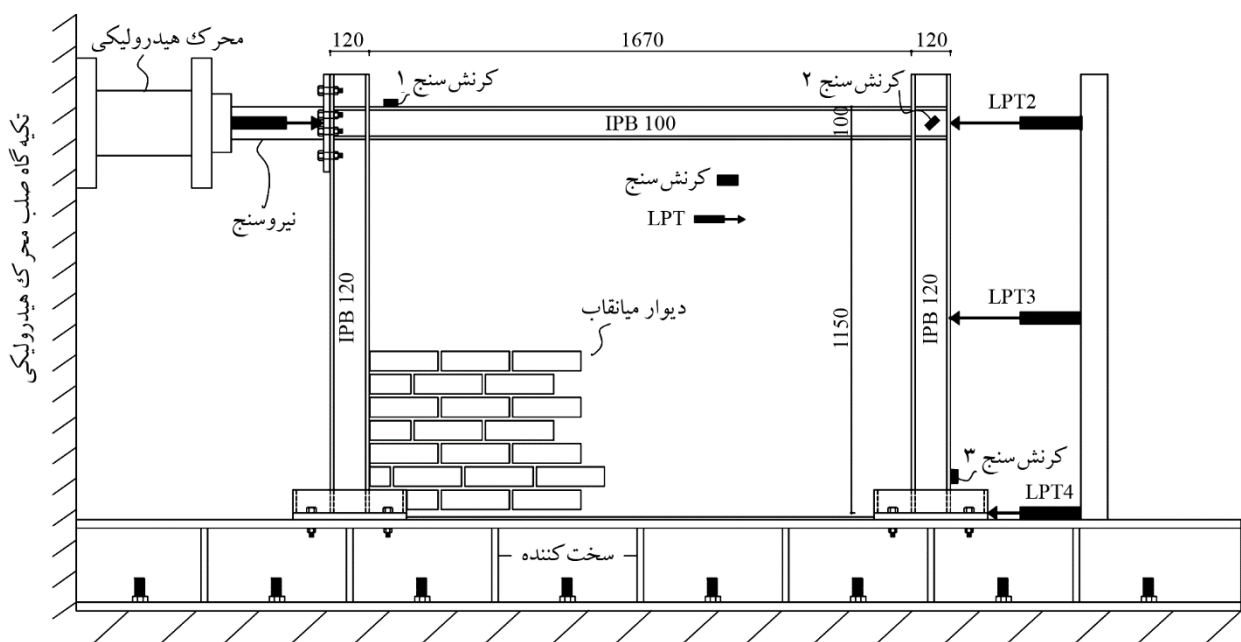 محرک هیدرولیکی
120
1670
120
کرنش سنج ۱
کرنش سنج ۲
LPT2
IPB 100
100
کرنش سنج
LPT
نیروسنج
تکیه گاه صلب محرک هیدرولیکی
IPB 120
دیوار میانقاب
1150
IPB 120
LPT3
کرنش سنج ۳
LPT4
سخت کننده